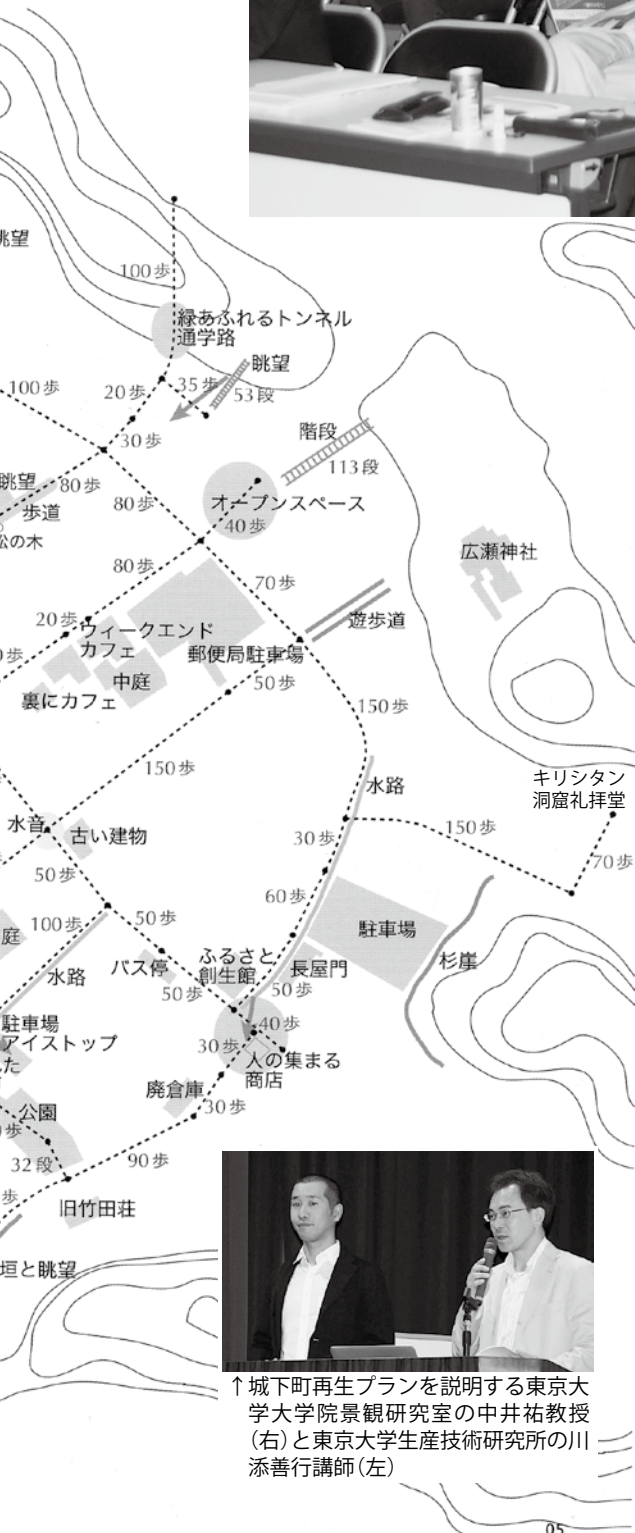 眺望
100歩
緑あふれるトンネル
通学路
眺望
100歩
20歩
35歩
53段
30歩
階段
113段
眺望
80歩
歩道
松の木
80歩
オープンスペース
40歩
80歩
70歩
広瀬神社
20歩
ウィークエンド
カフェ
遊歩道
郵便局駐車場
中庭
50歩
裏にカフェ
150歩
150歩
水路
キリシタン
洞窟礼拝堂
水音
古い建物
30歩
150歩
70歩
50歩
60歩
100歩
50歩
駐車場
庭
水路
バス停
ふるさと
創生館
長屋門
杉崖
50歩
50歩
駐車場
アイストップ
した
40歩
30歩
人の集まる
商店
公園
廃倉庫
30歩
32段
90歩
歩
旧竹田荘
垣と眺望
↑城下町再生プランを説明する東京大
学大学院景観研究室の中井祐教授
（右）と東京大学生産技術研究所の川
添善行講師（左）
05